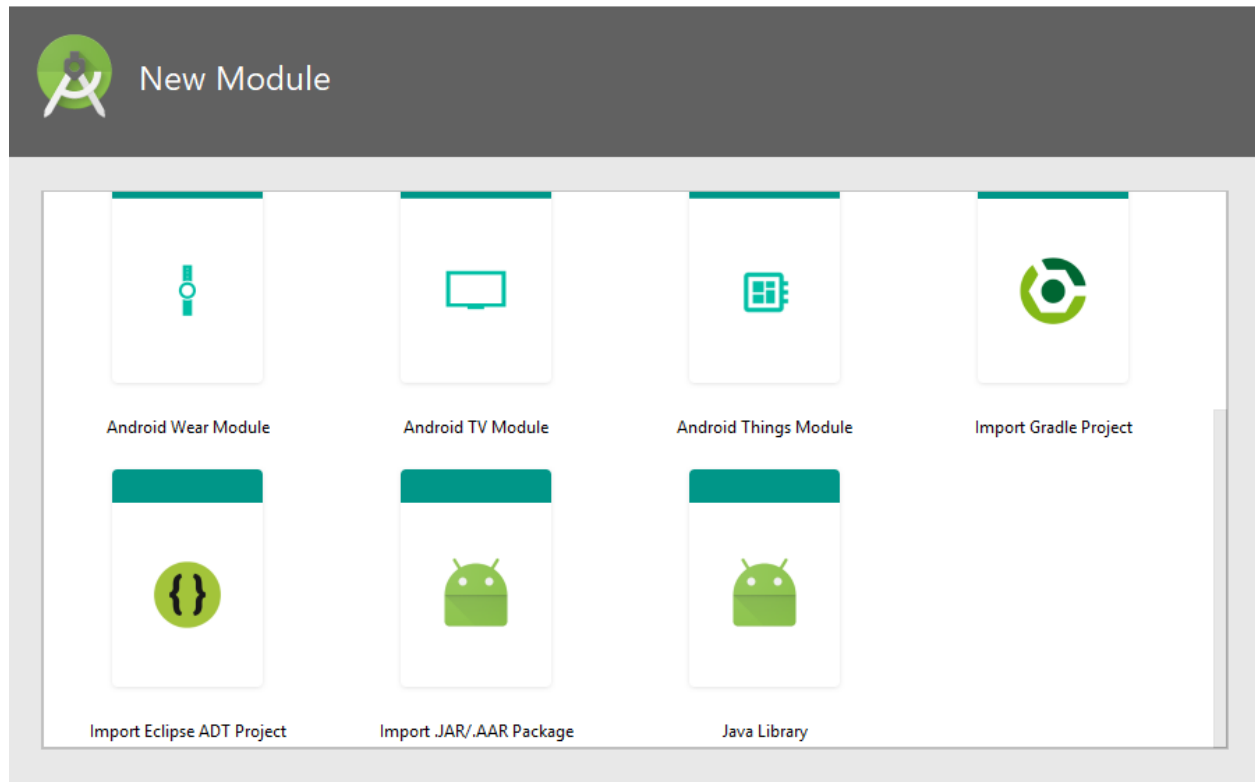 New Module
Android Wear Module
Android TV Module
Android Things Module
Import Gradle Project
{}
Import Eclipse ADT Project
Import .JAR/.AAR Package
Java Library